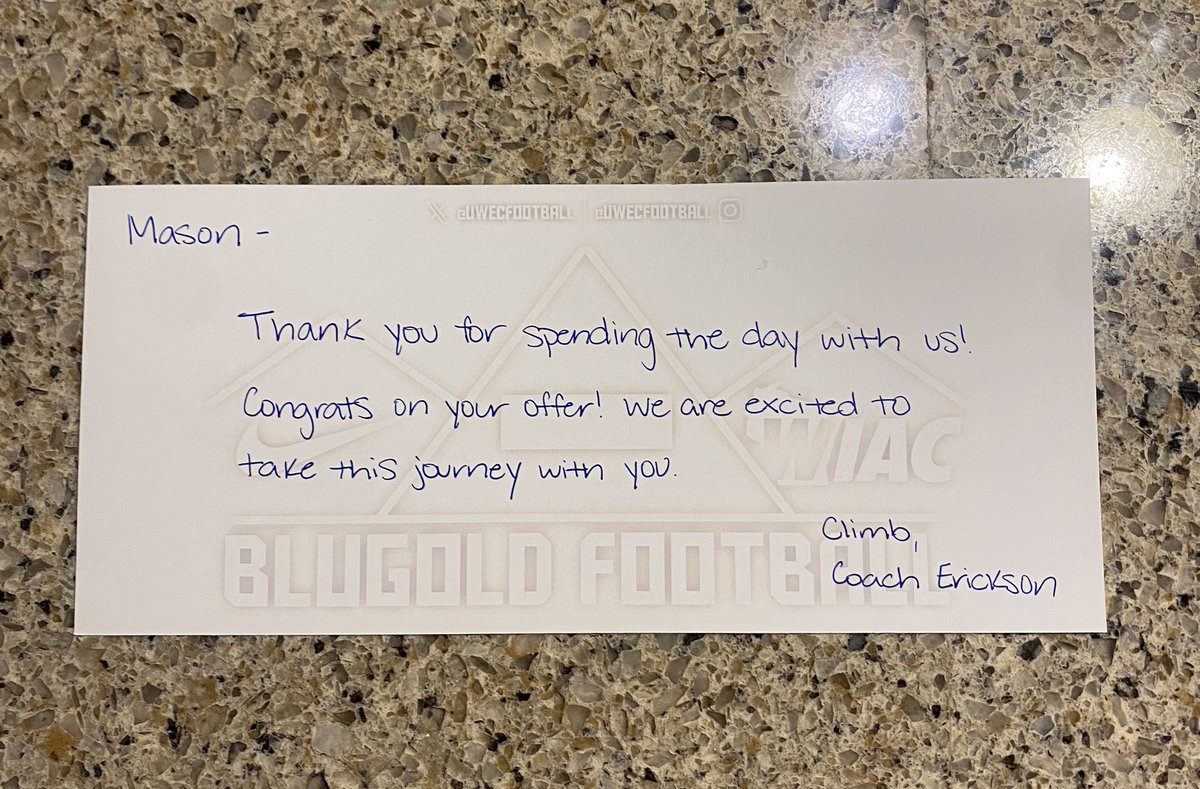 @UWECFOOTBALL @UWECFOOTBALL
Mason -
Thank you for spending the day with us!
Congrats on your offer! We are excited to
take this journey with you.
WIAC
Climb,
Coach Erickson
BLUGOLD FOOTBALL